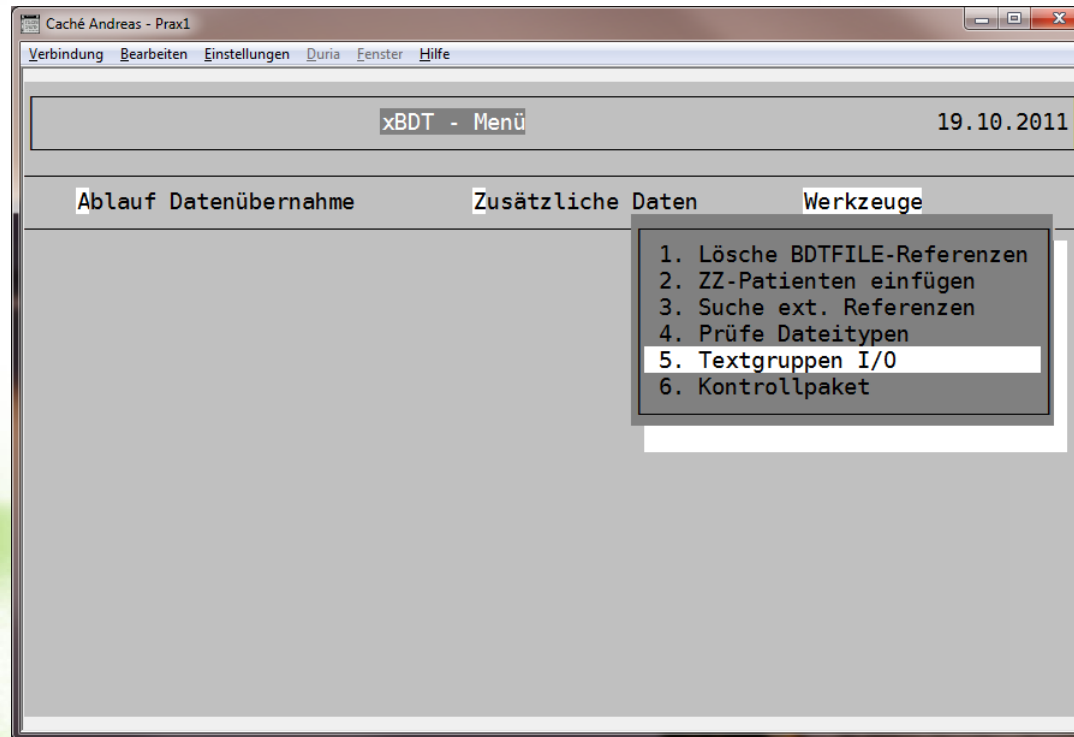 Caché Andreas - Prax1
Verbindung Bearbeiten Einstellungen Duria Fenster Hilfe
xBDT - Menü 19.10.2011
Ablauf Datenübernahme Zusätzliche Daten Werkzeuge
1. Lösche BDTFILE-Referenzen
2. ZZ-Patienten einfügen
3. Suche ext. Referenzen
4. Prüfe Dateitypen
5. Textgruppen I/O
6. Kontrollpaket